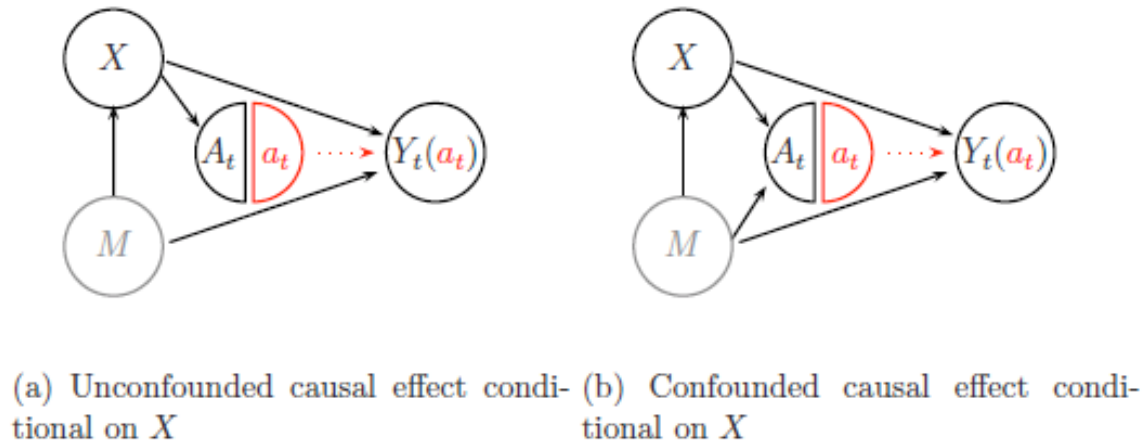 X
A_t a_t Y_t(a_t)
M
X
A_t a_t Y_t(a_t)
M
(a) Unconfounded causal effect condi-
tional on X
(b) Confounded causal effect condi-
tional on X